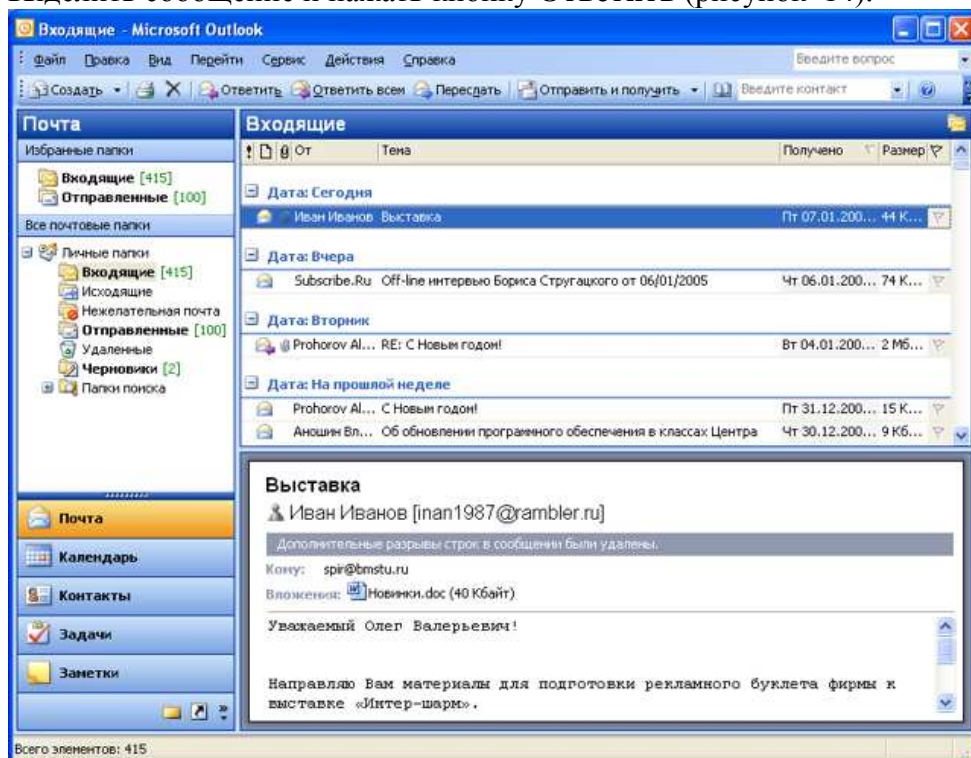 Выделить сообщение и нажать кнопку Ответить (рисунок 14).
Входящие - Microsoft Outlook
Файл Правка Вид Перейти Сервис Действия Справка Введите вопрос
Создать Ответить Ответить всем Переслать Отправить и получить Введите контакт
Почта
Избранные папки
Входящие [415]
Отправленные [100]
Все почтовые папки
Личные папки
Входящие [415]
Исходящие
Нежелательная почта
Отправленные [100]
Удаленные
Черновики [2]
Папки поиска
Почта
Календарь
Контакты
Задачи
Заметки
Входящие
От Тема Получено Размер
Дата: Сегодня
Иван Иванов Выставка Пт 07.01.200... 44 К...
Дата: Вчера
Subscribe.Ru Off-line интервью Бориса Стругацкого от 06/01/2005 Чт 06.01.200... 74 К...
Дата: Вторник
Prohorov Al... RE: С Новым годом! Вт 04.01.200... 2 Мб...
Дата: На прошлой неделе
Prohorov Al... С Новым годом! Пт 31.12.200... 15 К...
Аношин Вл... Об обновлении программного обеспечения в классах Центра Чт 30.12.200... 9 Кб...
Выставка
Иван Иванов [inan1987@rambler.ru]
Дополнительные разрывы строк в сообщении были удалены.
Кому: spir@bmstu.ru
Вложения: Новинки.doc (40 Кбайт)
Уважаемый Олег Валерьевич!
Направляю Вам материалы для подготовки рекламного буклета фирмы к
выставке «Интер-шарм».
Всего элементов: 415